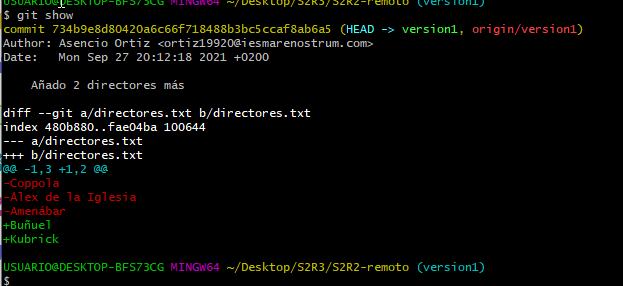 USUARIO@DESKTOP-BFS73CG MINGW64 ~/Desktop/S2R3/S2R2-remoto (version1)
$ git show
commit 734b9e8d80420a6c66f718488b3bc5ccaf8ab6a5 (HEAD -> version1, origin/version1)
Author: Asencio Ortiz <ortiz19920@iesmarenostrum.com>
Date:   Mon Sep 27 20:12:18 2021 +0200
    Añado 2 directores más
diff --git a/directores.txt b/directores.txt
index 480b880..fae04ba 100644
--- a/directores.txt
+++ b/directores.txt
@@ -1,3 +1,2 @@
-Coppola
-Alex de la Iglesia
-Amenábar
+Buñuel
+Kubrick
USUARIO@DESKTOP-BFS73CG MINGW64 ~/Desktop/S2R3/S2R2-remoto (version1)
$